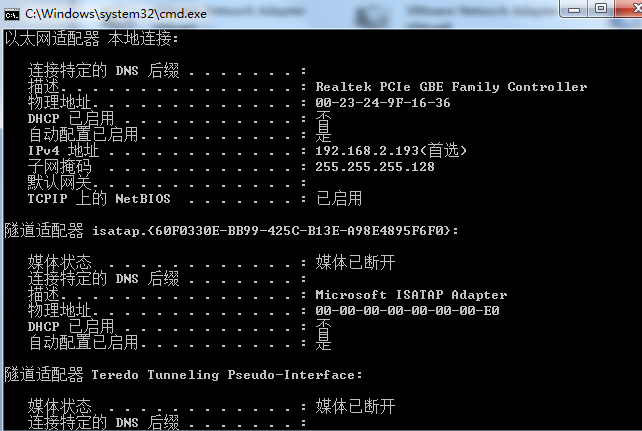 C:\Windows\system32\cmd.exe
以太网适配器 本地连接:
连接特定的 DNS 后缀 . . . . . . . :
描述. . . . . . . . . . . . . . . : Realtek PCIe GBE Family Controller
物理地址. . . . . . . . . . . . . : 00-23-24-9F-16-36
DHCP 已启用 . . . . . . . . . . . : 否
自动配置已启用. . . . . . . . . . : 是
IPv4 地址 . . . . . . . . . . . . : 192.168.2.193(首选)
子网掩码 . . . . . . . . . . . . : 255.255.255.128
默认网关. . . . . . . . . . . . . :
TCPIP 上的 NetBIOS . . . . . . . : 已启用
隧道适配器 isatap.{60F0330E-BB99-425C-B13E-A98E4895F6F0}:
媒体状态 . . . . . . . . . . . . : 媒体已断开
连接特定的 DNS 后缀 . . . . . . . :
描述. . . . . . . . . . . . . . . : Microsoft ISATAP Adapter
物理地址. . . . . . . . . . . . . : 00-00-00-00-00-00-00-E0
DHCP 已启用 . . . . . . . . . . . : 否
自动配置已启用. . . . . . . . . . : 是
隧道适配器 Teredo Tunneling Pseudo-Interface:
媒体状态 . . . . . . . . . . . . : 媒体已断开
连接特定的 DNS 后缀 . . . . . . . :